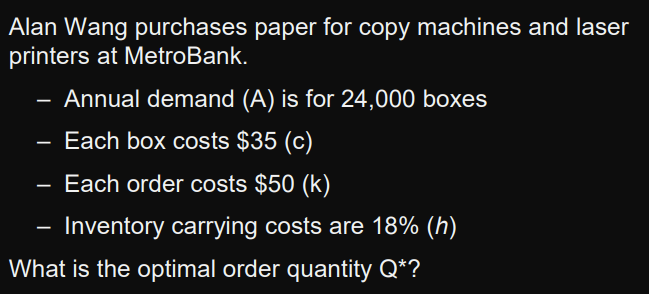 Alan Wang purchases paper for copy machines and laser
printers at MetroBank.
– Annual demand (A) is for 24,000 boxes
– Each box costs $35 (c)
– Each order costs $50 (k)
– Inventory carrying costs are 18% (h)
What is the optimal order quantity Q*?